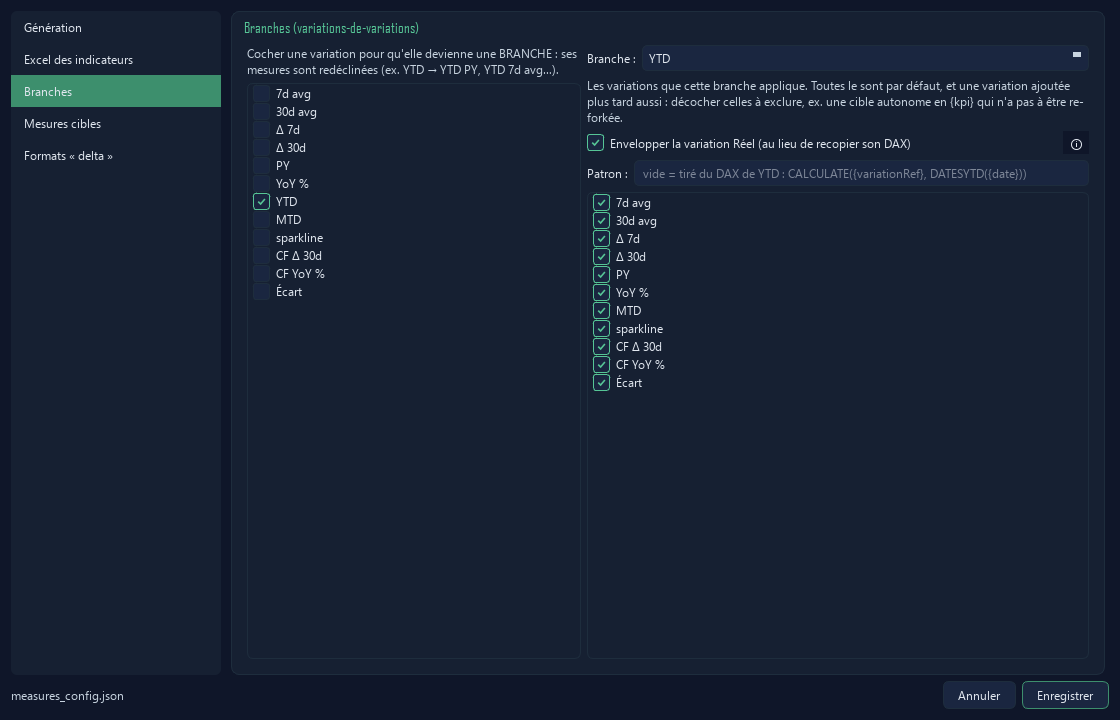 Génération
Excel des indicateurs
Branches
Mesures cibles
Formats « delta »
Branches (variations-de-variations)
Cocher une variation pour qu'elle devienne une BRANCHE : ses
mesures sont redéclinées (ex. YTD → YTD PY, YTD 7d avg...).
7d avg
30d avg
Δ 7d
Δ 30d
PY
YoY %
YTD
MTD
sparkline
CF Δ 30d
CF YoY %
Écart
Branche : YTD
Les variations que cette branche applique. Toutes le sont par défaut, et une variation ajoutée
plus tard aussi : décocher celles à exclure, ex. une cible autonome en {kpi} qui n'a pas à être re-
forkée.
Envelopper la variation Réel (au lieu de recopier son DAX)
Patron : vide = tiré du DAX de YTD : CALCULATE({variationRef}, DATESYTD({date}))
7d avg
30d avg
Δ 7d
Δ 30d
PY
YoY %
MTD
sparkline
CF Δ 30d
CF YoY %
Écart
measures_config.json
Annuler
Enregistrer